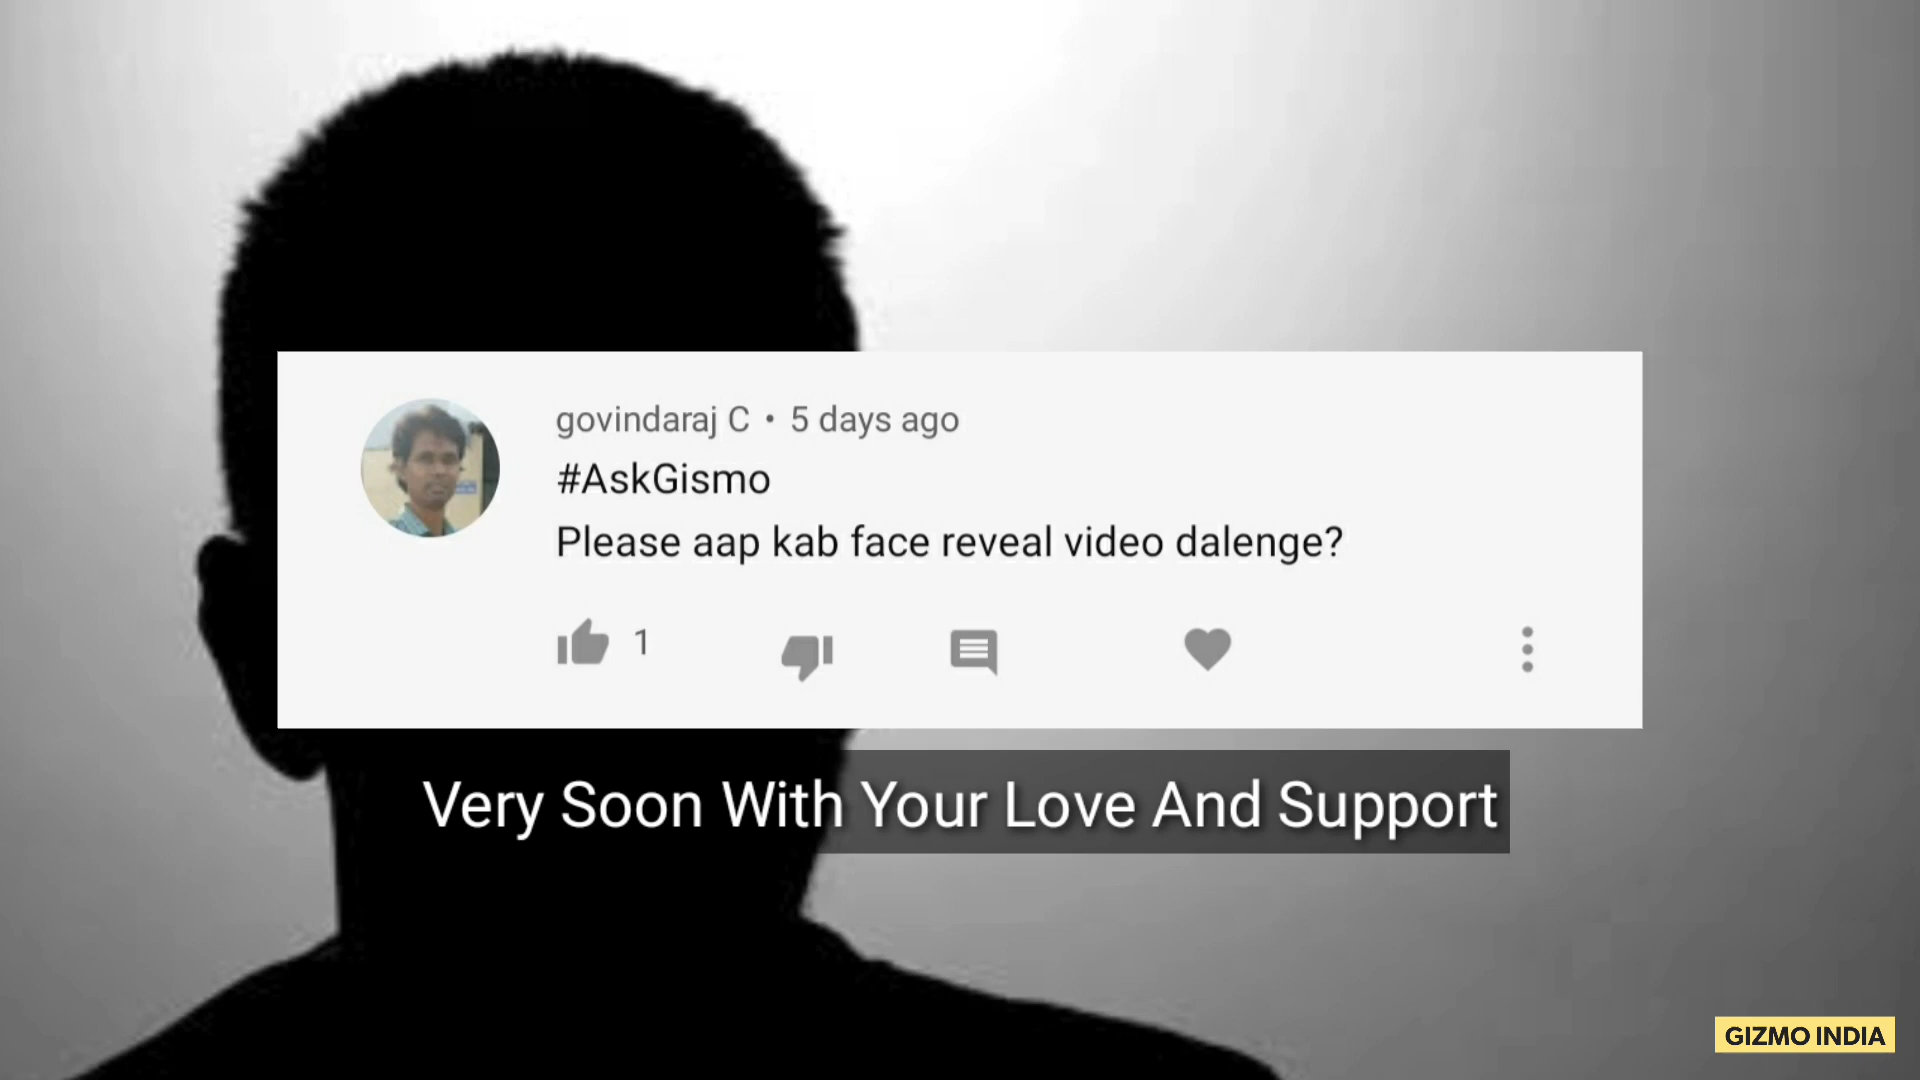 govindaraj C • 5 days ago
#AskGismo
Please aap kab face reveal video dalenge?
1
Very Soon With Your Love And Support
GIZMO INDIA